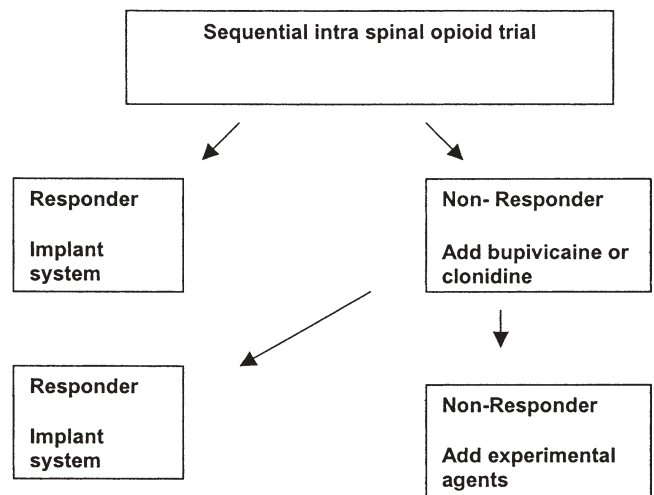 Sequential intra spinal opioid trial
Responder
Implant
system
Non- Responder
Add bupivicaine or
clonidine
Responder
Implant
system
Non-Responder
Add experimental
agents